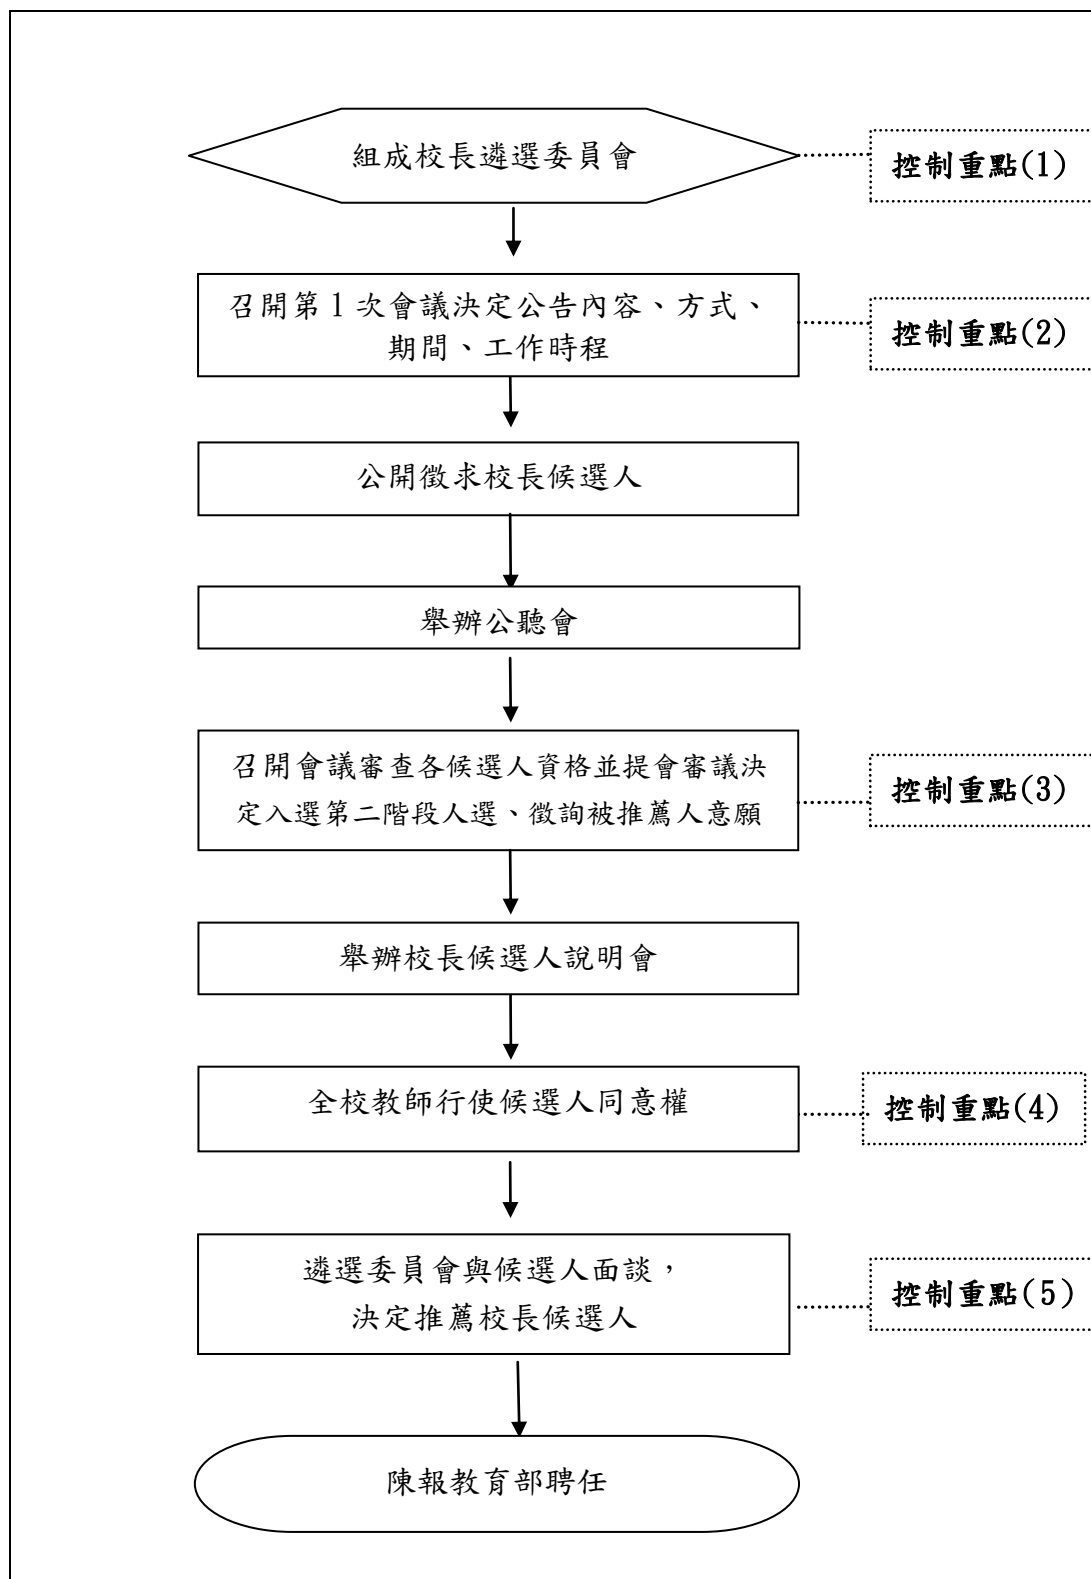 組成校長遴選委員會
控制重點(1)
召開第1次會議決定公告內容、方式、
期間、工作時程
控制重點(2)
公開徵求校長候選人
舉辦公聽會
召開會議審查各候選人資格並提會審議決
定入選第二階段人選、徵詢被推薦人意願
控制重點(3)
舉辦校長候選人說明會
全校教師行使候選人同意權
控制重點(4)
遴選委員會與候選人面談，
決定推薦校長候選人
控制重點(5)
陳報教育部聘任